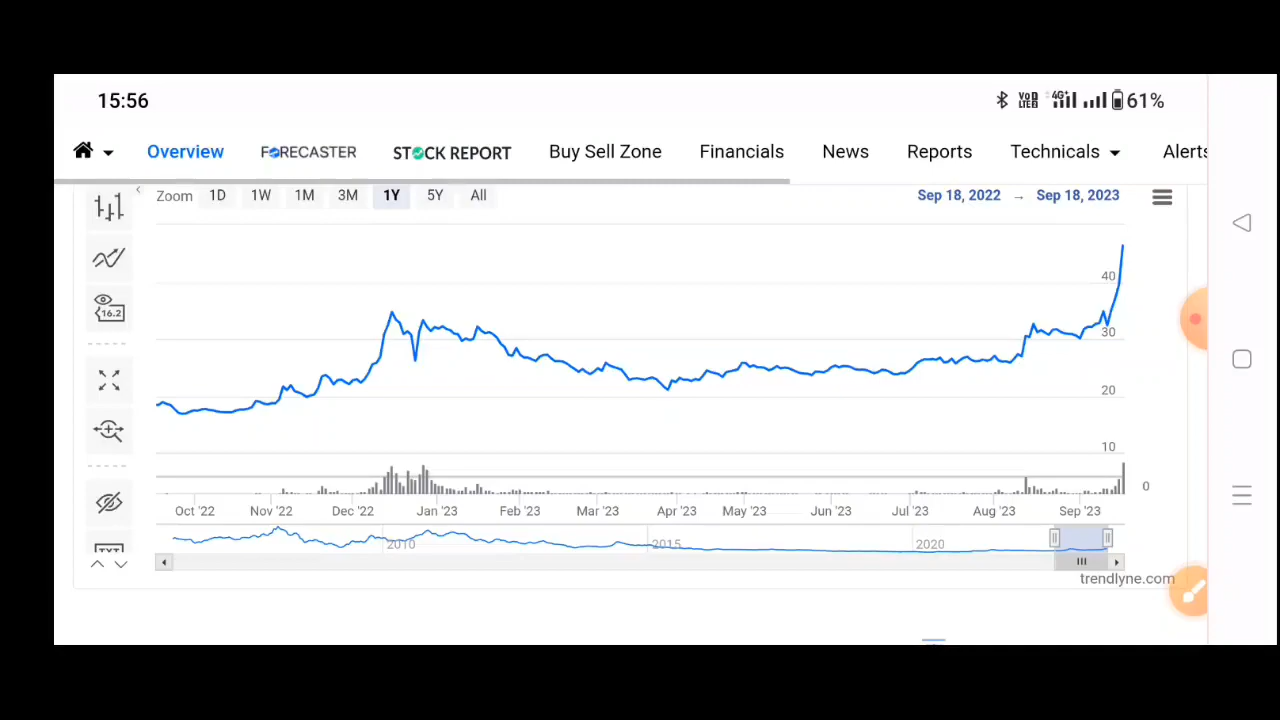 15:56 VoD LTEB 4G+ 61%
Overview FORECASTER STOCK REPORT Buy Sell Zone Financials News Reports Technicals Alerts
Zoom 1D 1W 1M 3M 1Y 5Y All Sep 18, 2022 → Sep 18, 2023
16.2
40
30
20
10
0
Oct '22 Nov '22 Dec '22 Jan '23 Feb '23 Mar '23 Apr '23 May '23 Jun '23 Jul '23 Aug '23 Sep '23
2010 2015 2020
trendlyne.com